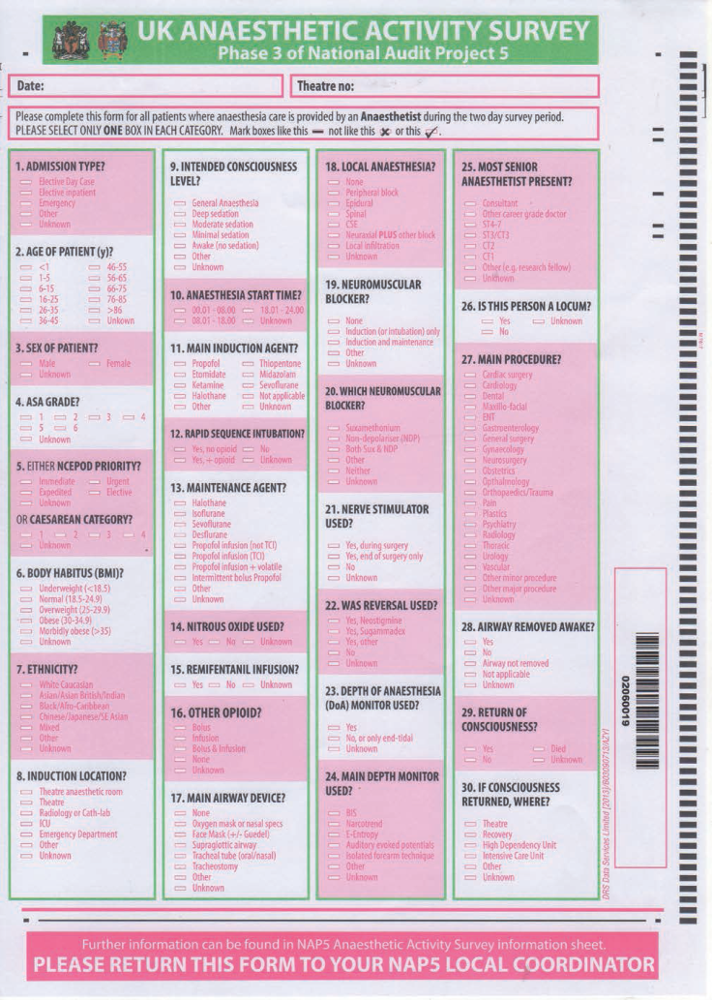 UK ANAESTHETIC ACTIVITY SURVEY
Phase 3 of National Audit Project 5
Date:
Theatre no:
Please complete this form for all patients where anaesthesia care is provided by an Anaesthetist during the two day survey period.
PLEASE SELECT ONLY ONE BOX IN EACH CATEGORY. Mark boxes like this not like this or this .
1. ADMISSION TYPE?
Elective Day Case
Elective inpatient
Emergency
Other
Unknown
2. AGE OF PATIENT (y)?
<1 46-55
1-5 56-65
6-15 66-75
16-25 76-85
26-35 >86
36-45 Unkown
3. SEX OF PATIENT?
Male Female
Unknown
4. ASA GRADE?
1 2 3 4
5 6
Unknown
5. EITHER NCEPOD PRIORITY?
Immediate Urgent
Expedited Elective
Unknown
OR CAESAREAN CATEGORY?
1 2 3 4
Unknown
6. BODY HABITUS (BMI)?
Underweight (<18.5)
Normal (18.5-24.9)
Overweight (25-29.9)
Obese (30-34.9)
Morbidly obese (>35)
Unknown
7. ETHNICITY?
White Caucasian
Asian/Asian British/Indian
Black/Afro-Caribbean
Chinese/Japanese/SE Asian
Mixed
Other
Unknown
8. INDUCTION LOCATION?
Theatre anaesthetic room
Theatre
Radiology or Cath-lab
ICU
Emergency Department
Other
Unknown
9. INTENDED CONSCIOUSNESS
LEVEL?
General Anaesthesia
Deep sedation
Moderate sedation
Minimal sedation
Awake (no sedation)
Other
Unknown
10. ANAESTHESIA START TIME?
00.01 - 08.00 18.01 - 24.00
08.01 - 18.00 Unknown
11. MAIN INDUCTION AGENT?
Propofol Thiopentone
Etomidate Midazolam
Ketamine Sevoflurane
Halothane Not applicable
Other Unknown
12. RAPID SEQUENCE INTUBATION?
Yes, no opioid No
Yes, + opioid Unknown
13. MAINTENANCE AGENT?
Halothane
Isoflurane
Sevoflurane
Desflurane
Propofol infusion (not TCI)
Propofol infusion (TCI)
Propofol infusion + volatile
Intermittent bolus Propofol
Other
Unknown
14. NITROUS OXIDE USED?
Yes No Unknown
15. REMIFENTANIL INFUSION?
Yes No Unknown
16. OTHER OPIOID?
Bolus
Infusion
Bolus & Infusion
None
Unknown
17. MAIN AIRWAY DEVICE?
None
Oxygen mask or nasal specs
Face Mask (+/- Guedel)
Supraglottic airway
Tracheal tube (oral/nasal)
Tracheostomy
Other
Unknown
18. LOCAL ANAESTHESIA?
None
Peripheral block
Epidural
Spinal
CSE
Neuraxial PLUS other block
Local infiltration
Unknown
19. NEUROMUSCULAR
BLOCKER?
None
Induction (or intubation) only
Induction and maintenance
Other
Unknown
20. WHICH NEUROMUSCULAR
BLOCKER?
Suxamethonium
Non-depolariser (NDP)
Both Sux & NDP
Other
Neither
Unknown
21. NERVE STIMULATOR
USED?
Yes, during surgery
Yes, end of surgery only
No
Unknown
22. WAS REVERSAL USED?
Yes, Neostigmine
Yes, Sugammadex
Yes, other
No
Unknown
23. DEPTH OF ANAESTHESIA
(DoA) MONITOR USED?
Yes
No, or only end-tidal
Unknown
24. MAIN DEPTH MONITOR
USED?
BIS
Narcotrend
E-Entropy
Auditory evoked potentials
Isolated forearm technique
Other
Unknown
25. MOST SENIOR
ANAESTHETIST PRESENT?
Consultant
Other career grade doctor
ST4-7
ST3/CT3
CT2
CT1
Other (e.g. research fellow)
Unknown
26. IS THIS PERSON A LOCUM?
Yes Unknown
No
27. MAIN PROCEDURE?
Cardiac surgery
Cardiology
Dental
Maxillo-facial
ENT
Gastroenterology
General surgery
Gynaecology
Neurosurgery
Obstetrics
Opthalmology
Orthopaedics/Trauma
Pain
Plastics
Psychiatry
Radiology
Thoracic
Urology
Vascular
Other minor procedure
Other major procedure
Unknown
28. AIRWAY REMOVED AWAKE?
Yes
No
Airway not removed
Not applicable
Unknown
29. RETURN OF
CONSCIOUSNESS?
Yes Died
No Unknown
30. IF CONSCIOUSNESS
RETURNED, WHERE?
Theatre
Recovery
High Dependency Unit
Intensive Care Unit
Other
Unknown
02060019
DRS Data Services Limited [2013]/B03090713/AZYI
Further information can be found in NAP5 Anaesthetic Activity Survey information sheet.
PLEASE RETURN THIS FORM TO YOUR NAP5 LOCAL COORDINATOR